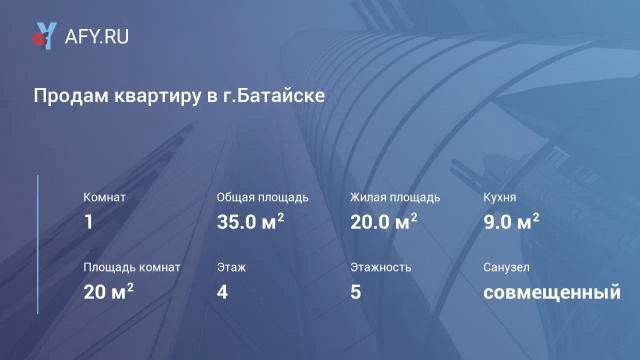 AFY.RU
Продам квартиру в г.Батайске
Комнат
1
Общая площадь
35.0 м²
Жилая площадь
20.0 м²
Кухня
9.0 м²
Площадь комнат
20 м²
Этаж
4
Этажность
5
Санузел
совмещенный